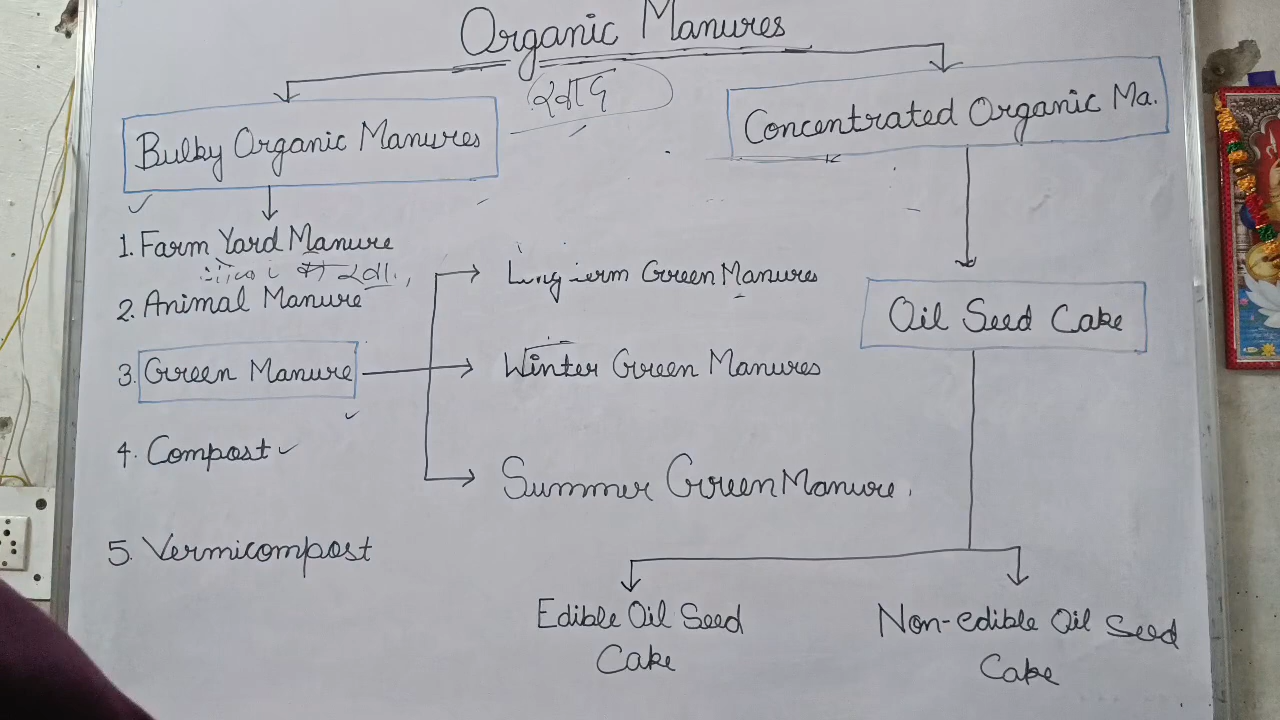 Organic Manures
खाद
Bulky Organic Manures
Concentrated Organic Ma.
1. Farm Yard Manure
2. Animal Manure
3. Green Manure
4. Compost
5. Vermicompost
Long term Green Manures
Winter Green Manures
Summer Green Manure.
Oil Seed Cake
Edible Oil Seed
Cake
Non-edible Oil Seed
Cake